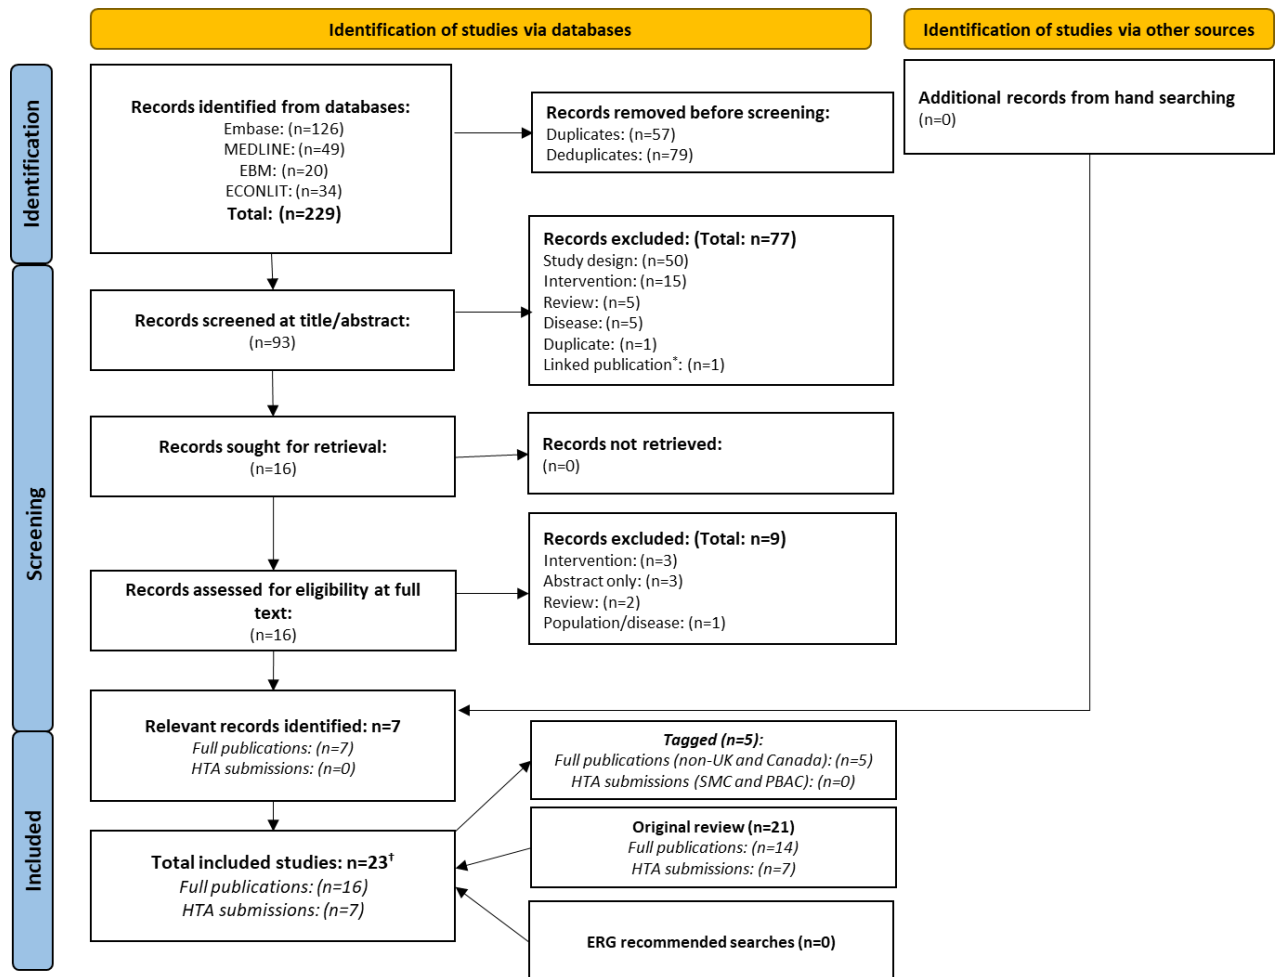 Identification of studies via databases
Identification of studies via other sources
Identification
Records identified from databases:
Embase: (n=126)
MEDLINE: (n=49)
EBM: (n=20)
ECONLIT: (n=34)
Total: (n=229)
Records removed before screening:
Duplicates: (n=57)
Deduplicates: (n=79)
Additional records from hand searching
(n=0)
Screening
Records screened at title/abstract:
(n=93)
Records excluded: (Total: n=77)
Study design: (n=50)
Intervention: (n=15)
Review: (n=5)
Disease: (n=5)
Duplicate: (n=1)
Linked publication*: (n=1)
Records sought for retrieval:
(n=16)
Records not retrieved:
(n=0)
Records assessed for eligibility at full
text:
(n=16)
Records excluded: (Total: n=9)
Intervention: (n=3)
Abstract only: (n=3)
Review: (n=2)
Population/disease: (n=1)
Relevant records identified: n=7
Full publications: (n=7)
HTA submissions: (n=0)
Included
Tagged (n=5):
Full publications (non-UK and Canada): (n=5)
HTA submissions (SMC and PBAC): (n=0)
Total included studies: n=23†
Full publications: (n=16)
HTA submissions: (n=7)
Original review (n=21)
Full publications: (n=14)
HTA submissions: (n=7)
ERG recommended searches (n=0)